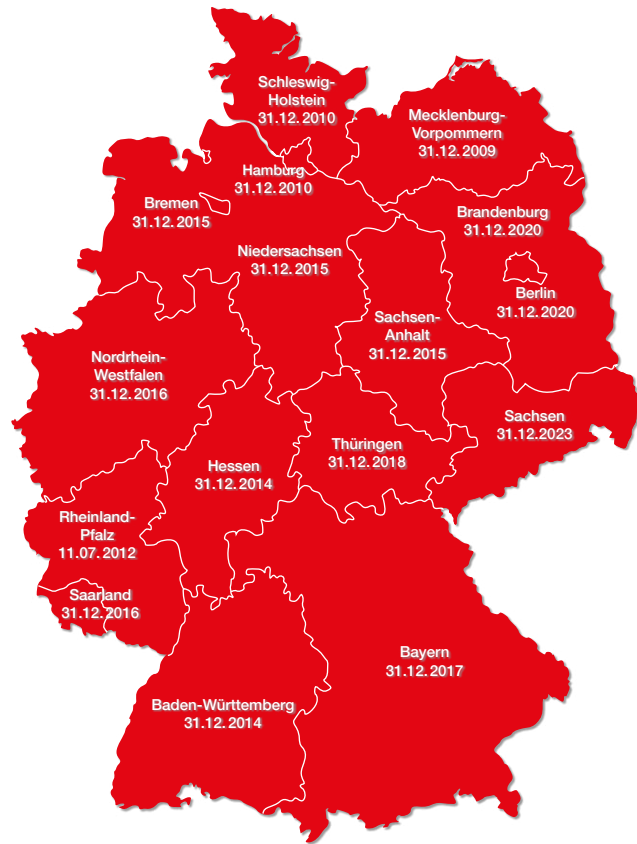 Schleswig-
Holstein
31.12.2010
Mecklenburg-
Vorpommern
31.12.2009
Hamburg
31.12.2010
Bremen
31.12.2015
Brandenburg
31.12.2020
Niedersachsen
31.12.2015
Berlin
31.12.2020
Sachsen-
Anhalt
31.12.2015
Nordrhein-
Westfalen
31.12.2016
Sachsen
31.12.2023
Thüringen
31.12.2018
Hessen
31.12.2014
Rheinland-
Pfalz
11.07.2012
Saarland
31.12.2016
Bayern
31.12.2017
Baden-Württemberg
31.12.2014